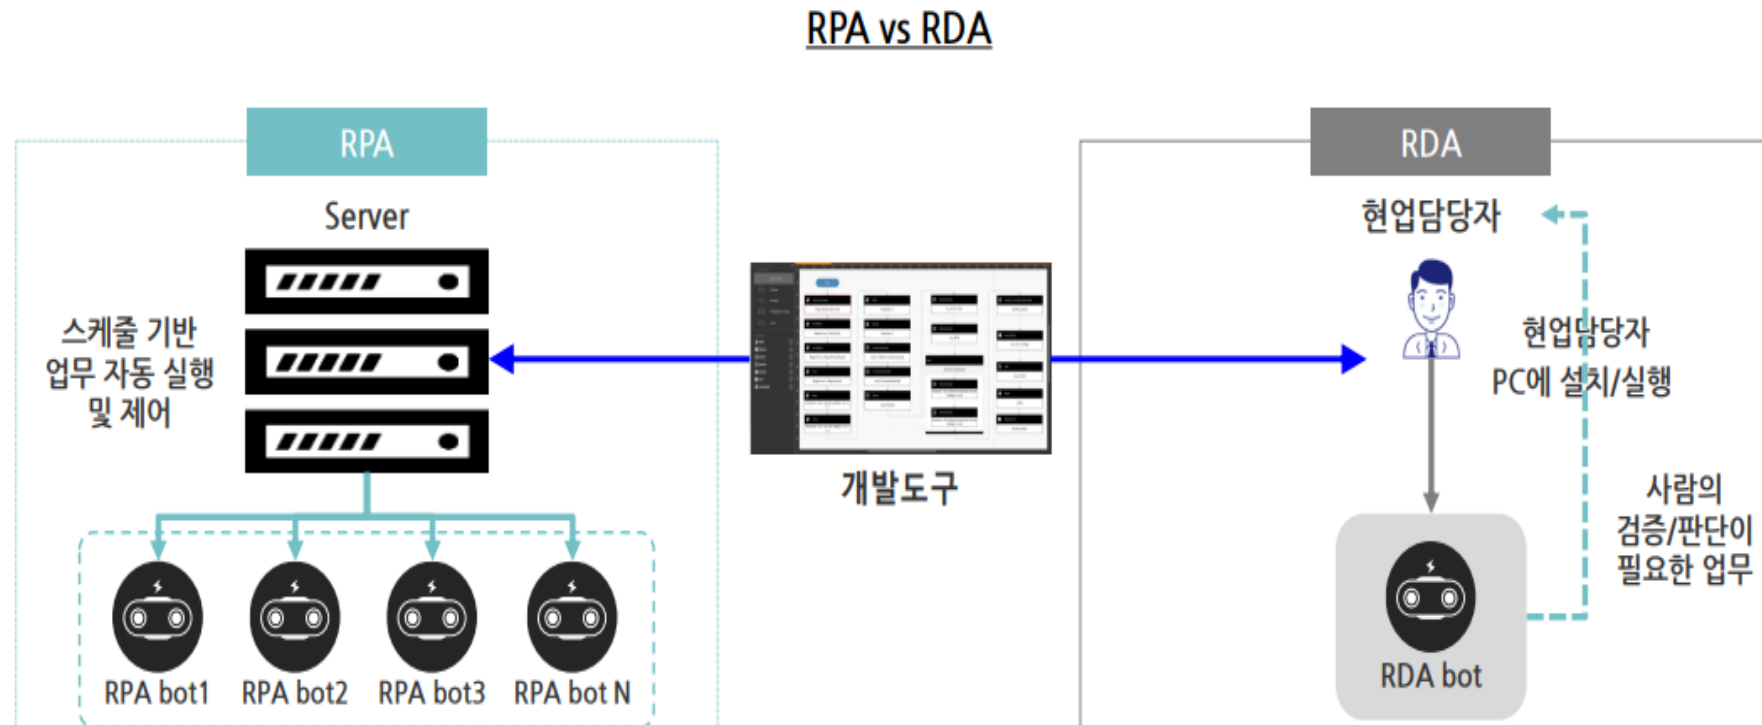 RPA vs RDA
RPA
Server
스케줄 기반
업무 자동 실행
및 제어
RPA bot1
RPA bot2
RPA bot3
RPA bot N
개발도구
RDA
현업담당자
현업담당자
PC에 설치/실행
사람의
검증/판단이
필요한 업무
RDA bot